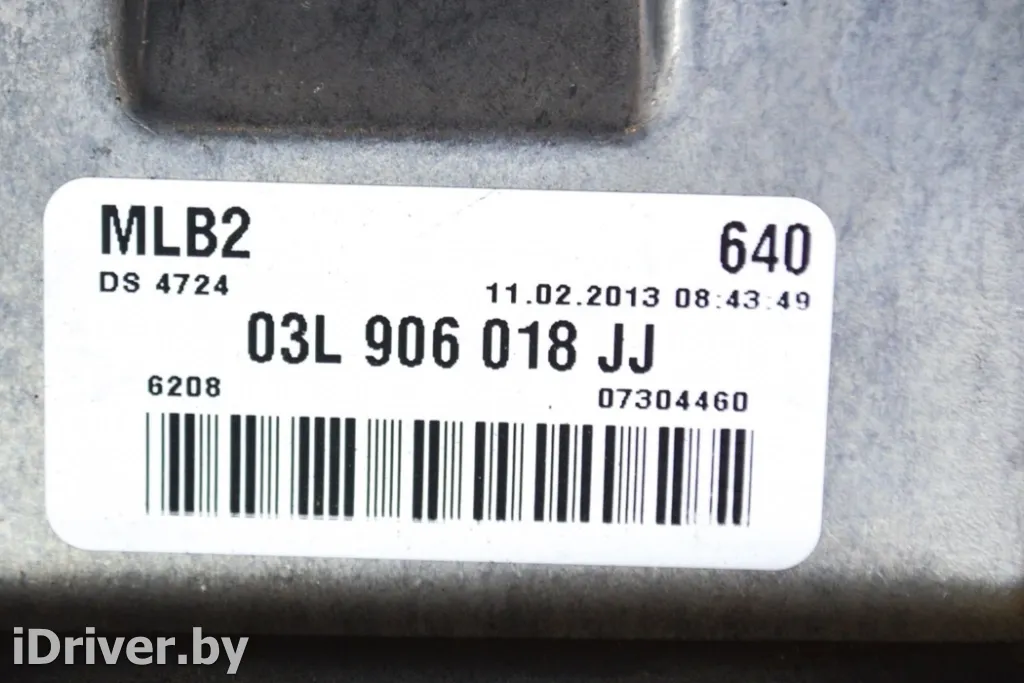 MLB2
640
DS 4724
11.02.2013 08:43:49
03L 906 018 JJ
6208
07304460
iDriver.by